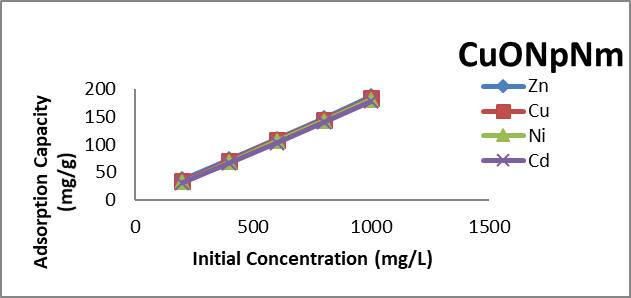 CuONpNm
Zn
Cu
Ni
Cd
Adsorption Capacity
(mg/g)
200
150
100
50
0
0 500 1000 1500
Initial Concentration (mg/L)